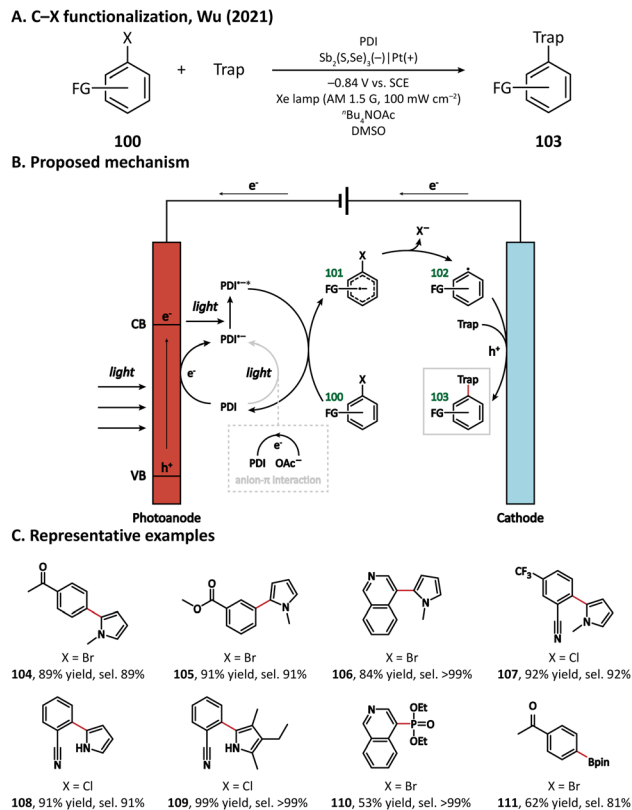 A. C–X functionalization, Wu (2021)
X
FG
100
+
Trap
PDI
Sb2(S,Se)3(–)|Pt(+)
–0.84 V vs. SCE
Xe lamp (AM 1.5 G, 100 mW cm⁻²)
ⁿBu4NOAc
DMSO
Trap
FG
103
B. Proposed mechanism
e⁻
e⁻
X⁻
X
101
FG
102
FG
PDI•–*
light
CB
e⁻
PDI•–
Trap
h⁺
light
e⁻
light
PDI
X
100
FG
Trap
103
FG
e⁻
PDI OAc⁻
anion-π interaction
h⁺
VB
Photoanode
Cathode
C. Representative examples
O
N
X = Br
104, 89% yield, sel. 89%
O
O
N
X = Br
105, 91% yield, sel. 91%
N
N
X = Br
106, 84% yield, sel. >99%
CF3
N
N
X = Cl
107, 92% yield, sel. 92%
HN
N
X = Cl
108, 91% yield, sel. 91%
HN
N
X = Cl
109, 99% yield, sel. >99%
N
OEt
P=O
OEt
X = Br
110, 53% yield, sel. >99%
O
Bpin
X = Br
111, 62% yield, sel. 81%